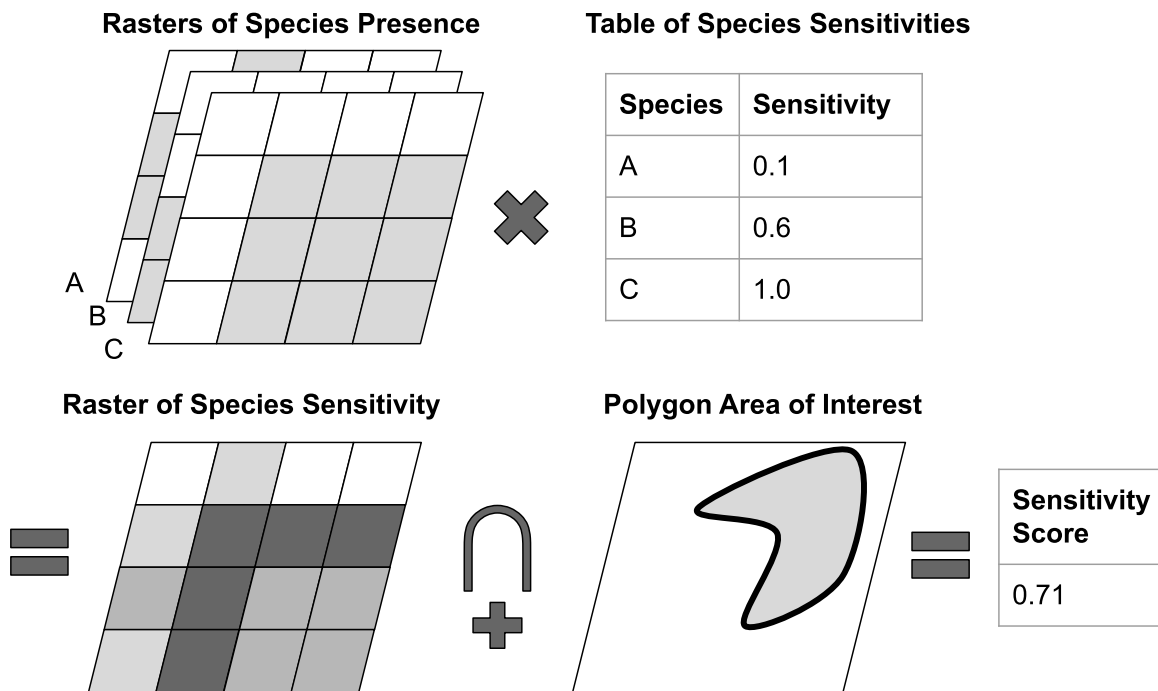 Rasters of Species Presence
Table of Species Sensitivities
Species Sensitivity
A 0.1
B 0.6
C 1.0
A
B
C
Raster of Species Sensitivity
Polygon Area of Interest
Sensitivity
Score
0.71